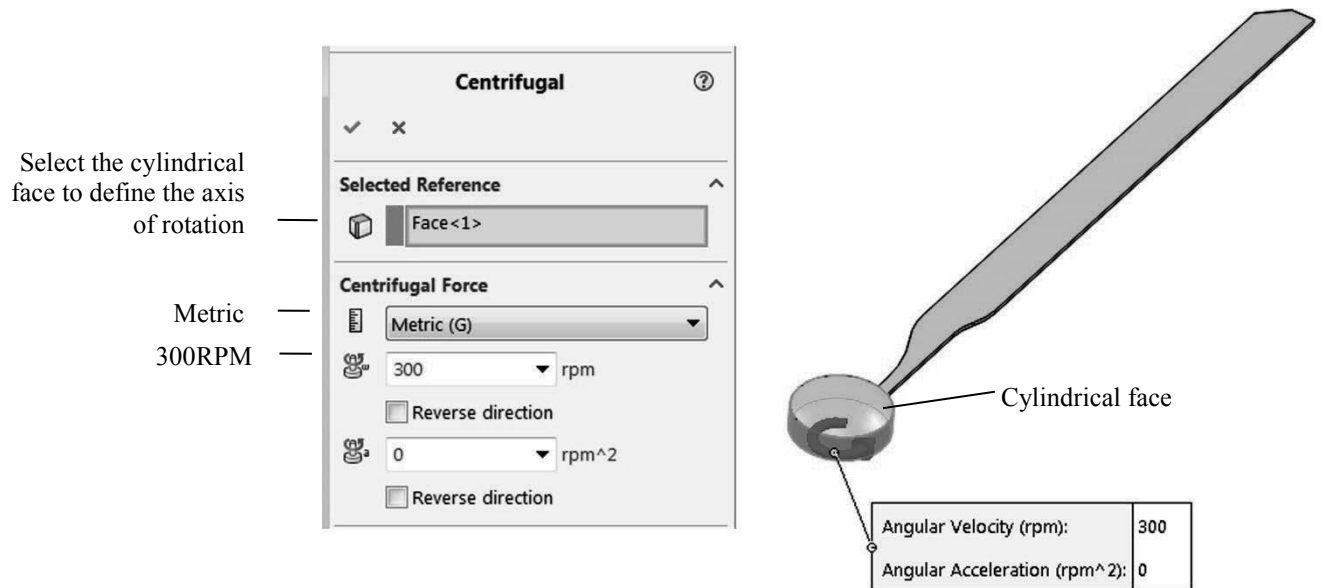 Centrifugal
Select the cylindrical
face to define the axis
of rotation
Selected Reference
Face<1>
Centrifugal Force
Metric
Metric (G)
300RPM
300 rpm
Reverse direction
0 rpm^2
Reverse direction
Cylindrical face
Angular Velocity (rpm): 300
Angular Acceleration (rpm^2): 0